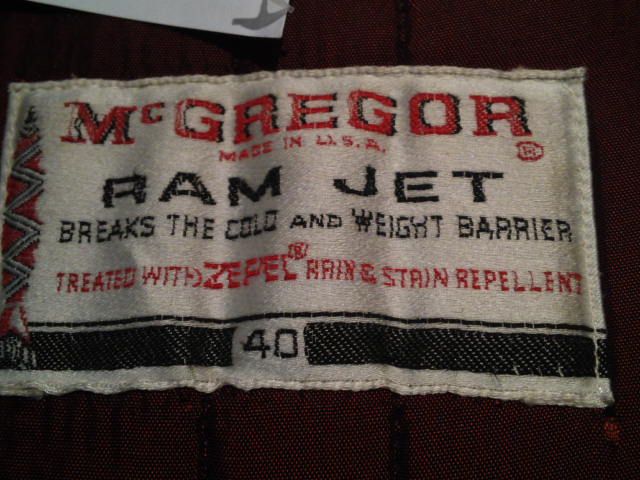 McGREGOR®
MADE IN U.S.A.
RAM JET
BREAKS THE COLD AND WEIGHT BARRIER
TREATED WITH ZEPEL® RAIN & STAIN REPELLENT
40